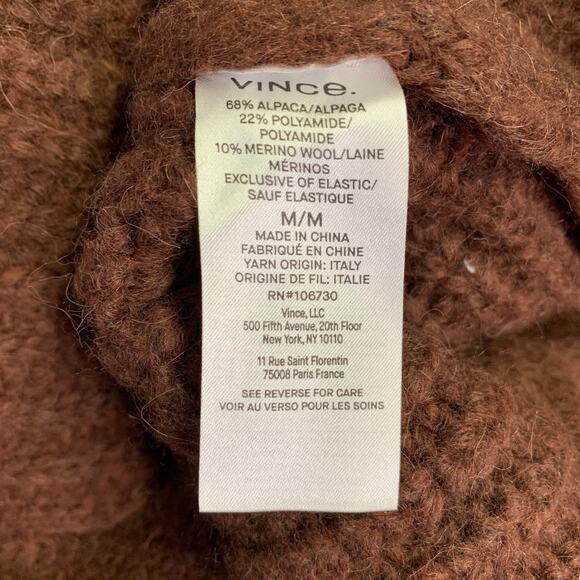 VINCE.
68% ALPACA/ALPAGA
22% POLYAMIDE/
POLYAMIDE
10% MERINO WOOL/LAINE
MÉRINOS
EXCLUSIVE OF ELASTIC/
SAUF ELASTIQUE
M/M
MADE IN CHINA
FABRIQUÉ EN CHINE
YARN ORIGIN: ITALY
ORIGINE DE FIL: ITALIE
RN#106730
Vince, LLC
500 Fifth Avenue, 20th Floor
New York, NY 10110
11 Rue Saint Florentin
75008 Paris France
SEE REVERSE FOR CARE
VOIR AU VERSO POUR LES SOINS